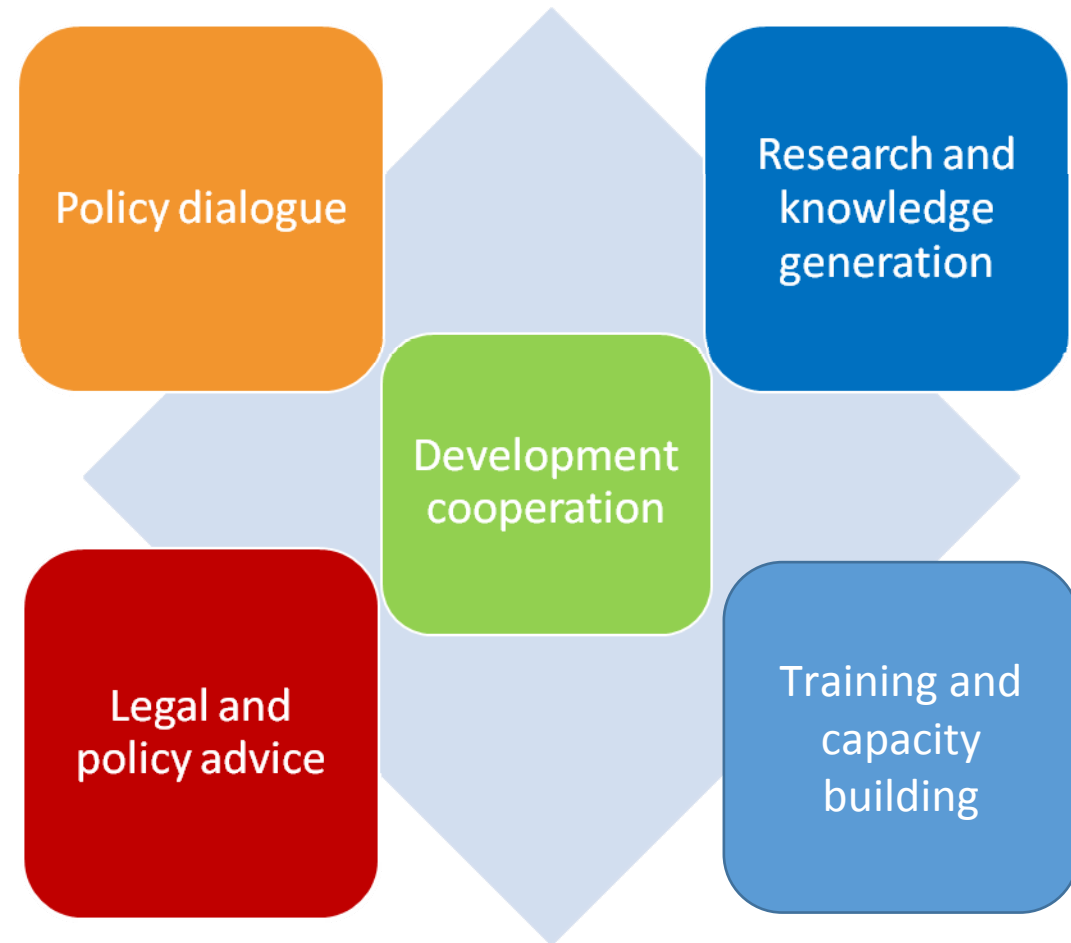 Policy dialogue
Research and
knowledge
generation
Development
cooperation
Legal and
policy advice
Training and
capacity
building